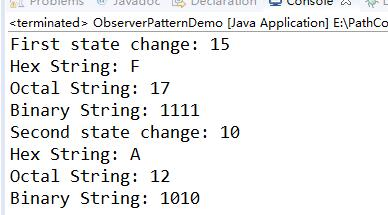 Problems @ Javadoc Declaration Console
<terminated> ObserverPatternDemo [Java Application] E:\PathCo
First state change: 15
Hex String: F
Octal String: 17
Binary String: 1111
Second state change: 10
Hex String: A
Octal String: 12
Binary String: 1010